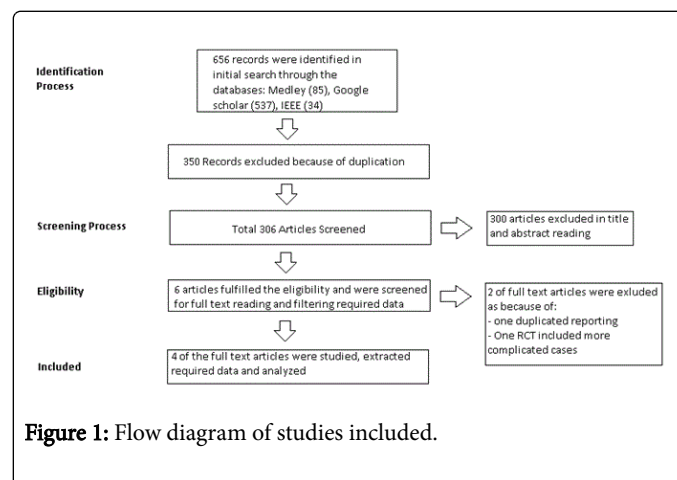 Identification
Process
656 records were identified in
initial search through the
databases: Medley (85), Google
scholar (537), IEEE (34)
350 Records excluded because of duplication
Screening Process
Total 306 Articles Screened
300 articles excluded in title
and abstract reading
Eligibility
6 articles fulfilled the eligibility and were screened
for full text reading and filtering required data
2 of full text articles were exluded
as because of:
- one duplicated reporting
- One RCT included more
complicated cases
Included
4 of the full text articles were studied, extracted
required data and analyzed
Figure 1: Flow diagram of studies included.